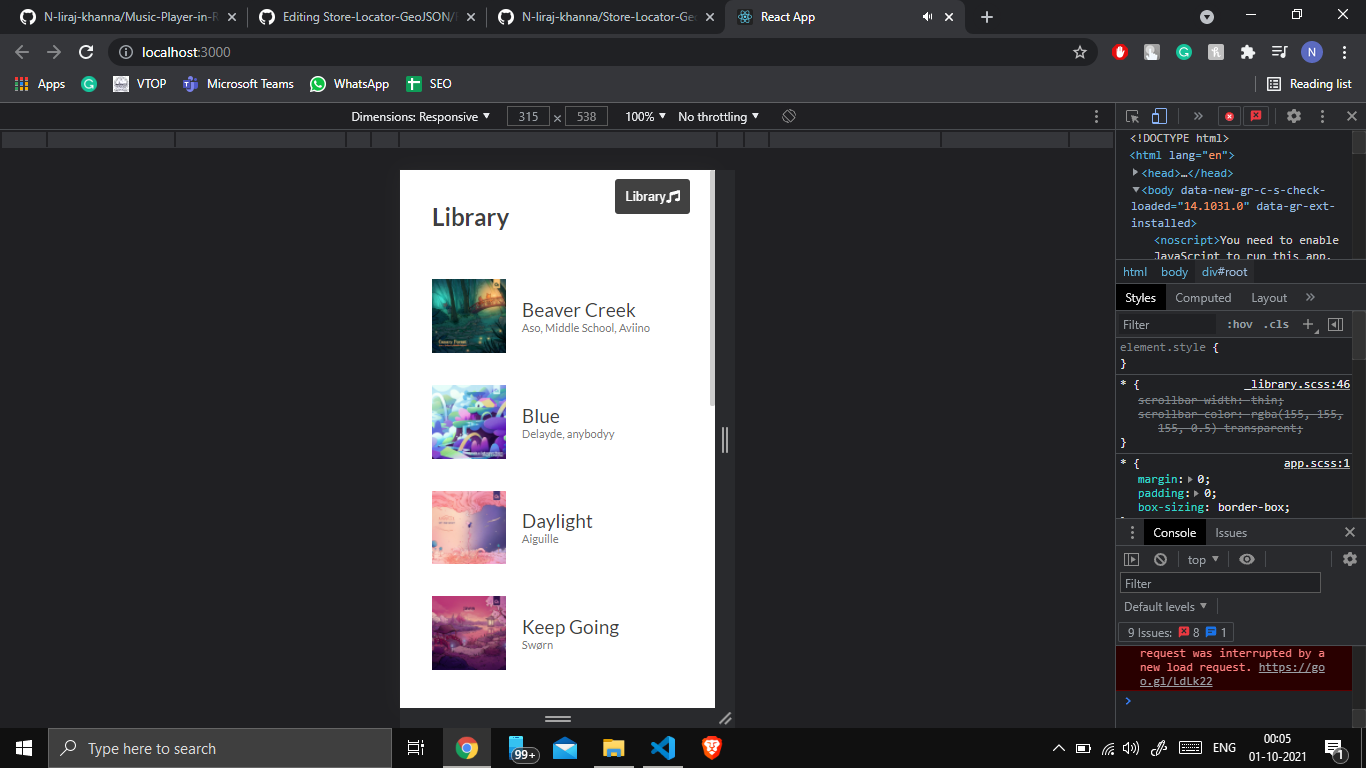 N-liraj-khanna/Music-Player-in-R
Editing Store-Locator-GeoJSON/
N-liraj-khanna/Store-Locator-Ge
React App
localhost:3000
N
Apps
VTOP
Microsoft Teams
WhatsApp
SEO
Reading list
Dimensions: Responsive
315 × 538
100%
No throttling
Library
Library
Beaver Creek
Aso, Middle School, Aviino
Blue
Delayde, anybodyy
Daylight
Aiguille
Keep Going
Swørn
<!DOCTYPE html>
<html lang="en">
<head>…</head>
<body data-new-gr-c-s-check-
loaded="14.1031.0" data-gr-ext-
installed>
<noscript>You need to enable
JavaScript to run this app.
html body div#root
Styles Computed Layout »
Filter :hov .cls +
element.style {
}
* { _library.scss:46
scrollbar-width: thin;
scrollbar-color: rgba(155, 155,
155, 0.5) transparent;
}
* { app.scss:1
margin: 0;
padding: 0;
box-sizing: border-box;
Console Issues
top
Filter
Default levels
9 Issues: 8 1
request was interrupted by a
new load request. https://go
o.gl/LdLk22
Type here to search
99+
ENG
00:05
01-10-2021
1